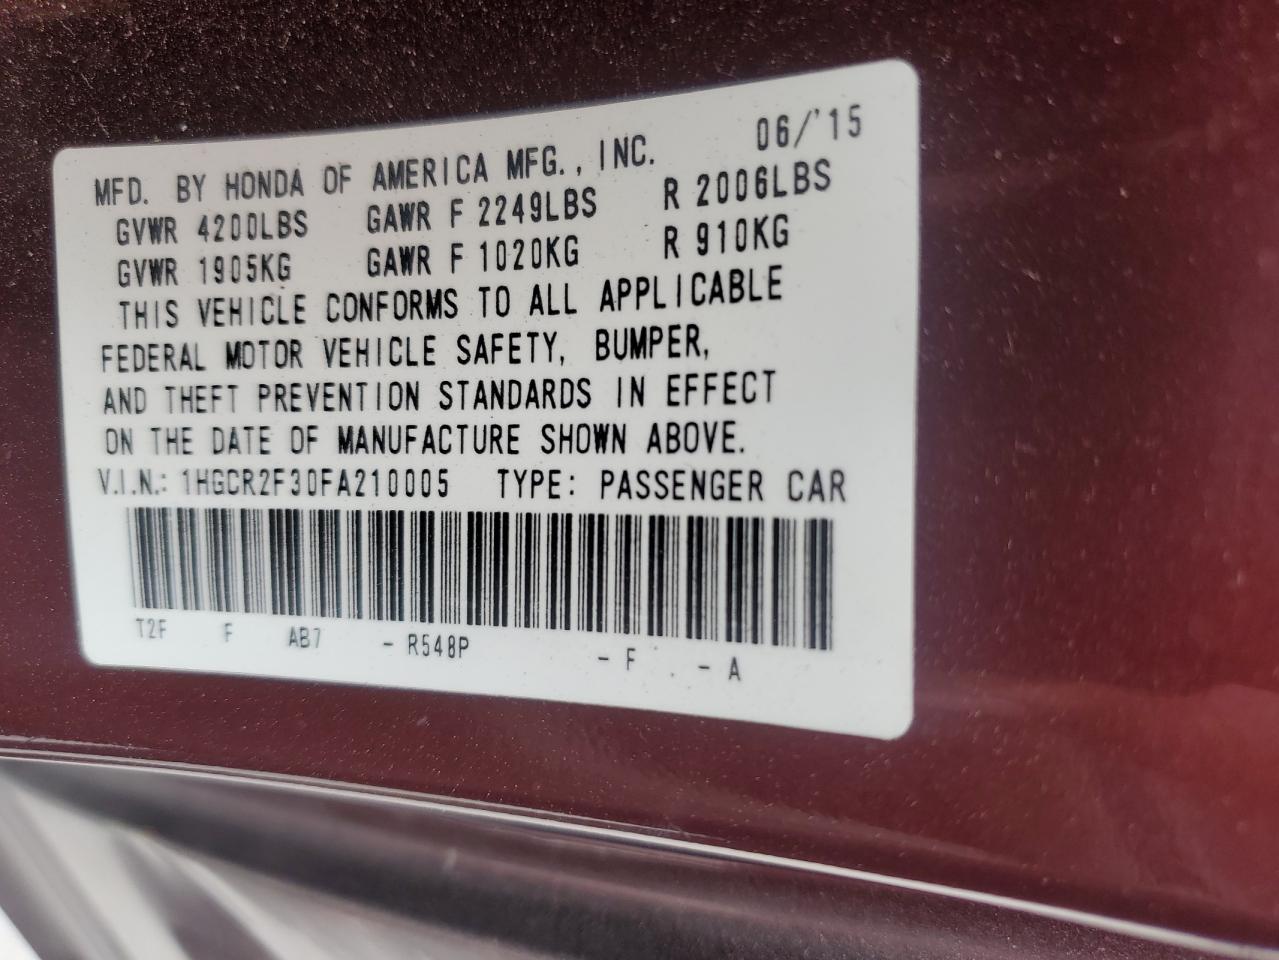 06/'15
MFD. BY HONDA OF AMERICA MFG., INC.
GVWR 4200LBS GAWR F 2249LBS R 2006LBS
GVWR 1905KG GAWR F 1020KG R 910KG
THIS VEHICLE CONFORMS TO ALL APPLICABLE
FEDERAL MOTOR VEHICLE SAFETY, BUMPER,
AND THEFT PREVENTION STANDARDS IN EFFECT
ON THE DATE OF MANUFACTURE SHOWN ABOVE.
V.I.N.: 1HGCR2F30FA210005 TYPE: PASSENGER CAR
T2F F AB7 - R548P - F . - A